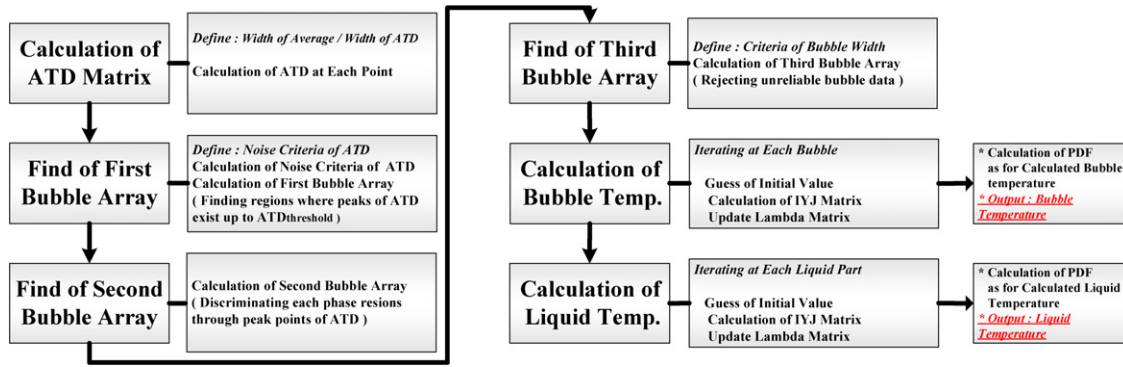 Calculation of
ATD Matrix
Define : Width of Average / Width of ATD
Calculation of ATD at Each Point
Find of First
Bubble Array
Define : Noise Criteria of ATD
Calculation of Noise Criteria of ATD
Calculation of First Bubble Array
( Finding regions where peaks of ATD
exist up to ATDthreshold )
Find of Second
Bubble Array
Calculation of Second Bubble Array
( Discriminating each phase resions
through peak points of ATD )
Find of Third
Bubble Array
Define : Criteria of Bubble Width
Calculation of Third Bubble Array
( Rejecting unreliable bubble data )
Calculation of
Bubble Temp.
Iterating at Each Bubble
Guess of Initial Value
Calculation of IYJ Matrix
Update Lambda Matrix
* Calculation of PDF
as for Calculated Bubble
temperature
* Output : Bubble
Temperature
Calculation of
Liquid Temp.
Iterating at Each Liquid Part
Guess of Initial Value
Calculation of IYJ Matrix
Update Lambda Matrix
* Calculation of PDF
as for Calculated Liquid
Temperature
* Output : Liquid
Temperature